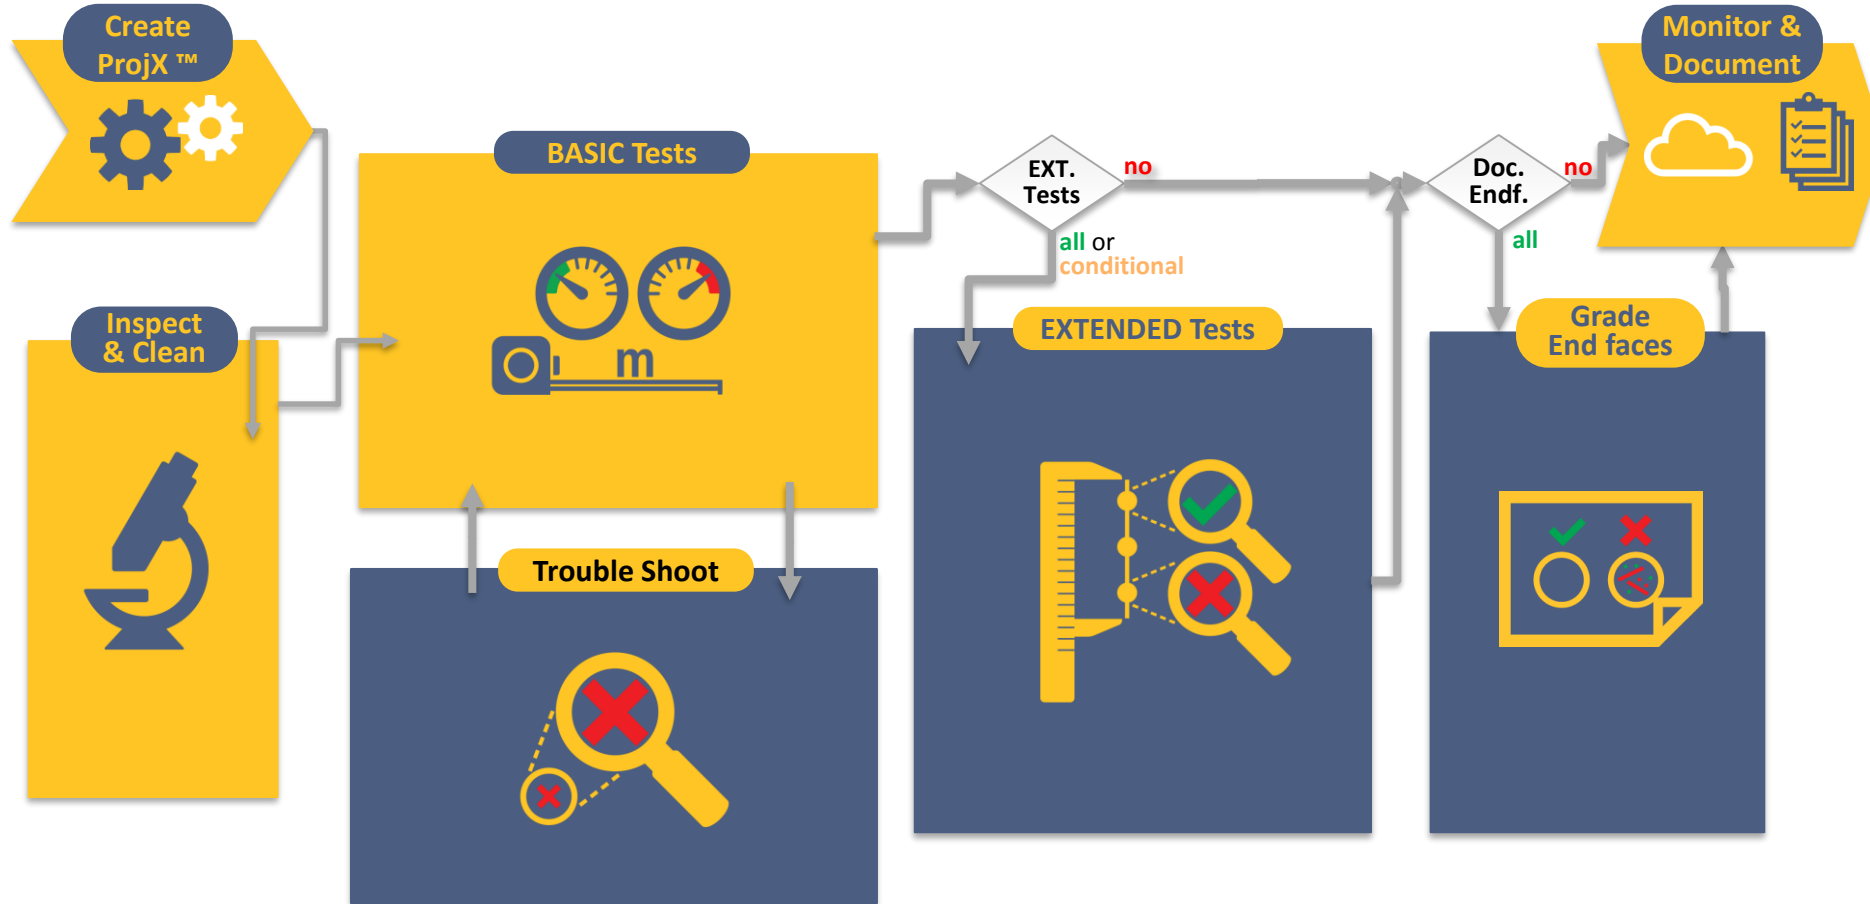 Create
ProjX ™
Inspect
& Clean
BASIC Tests
m
Trouble Shoot
EXT.
Tests
no
all or
conditional
EXTENDED Tests
Doc.
Endf.
no
all
Grade
End faces
Monitor &
Document